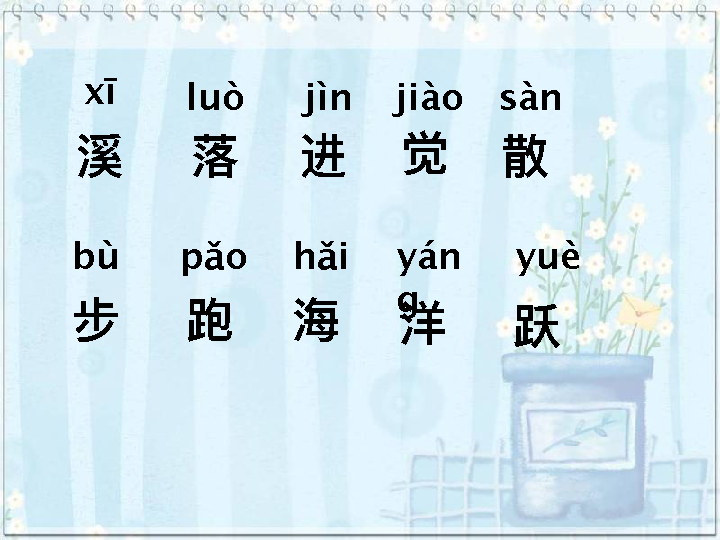 xī luò jìn jiào sàn
溪 落 进 觉 散
bù pǎo hǎi yáng yuè
步 跑 海 洋 跃